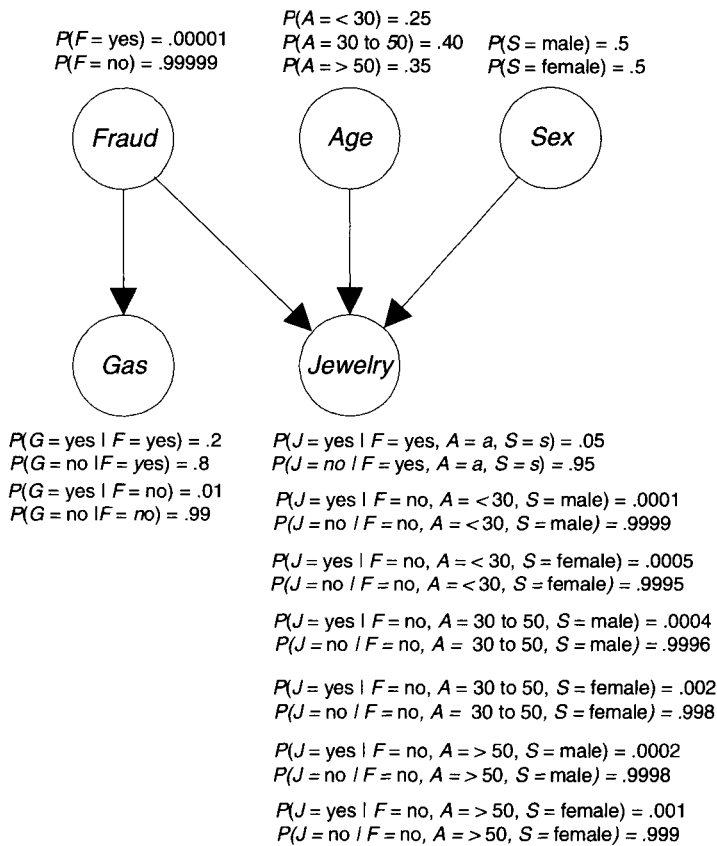 P(F = yes) = .00001
P(F = no) = .99999
P(A = < 30) = .25
P(A = 30 to 50) = .40
P(A = > 50) = .35
P(S = male) = .5
P(S = female) = .5
Fraud
Age
Sex
Gas
Jewelry
P(G = yes | F = yes) = .2
P(G = no | F = yes) = .8
P(G = yes | F = no) = .01
P(G = no | F = no) = .99
P(J = yes | F = yes, A = a, S = s) = .05
P(J = no / F = yes, A = a, S = s) = .95
P(J = yes | F = no, A = < 30, S = male) = .0001
P(J = no / F = no, A = < 30, S = male) = .9999
P(J = yes | F = no, A = < 30, S = female) = .0005
P(J = no / F = no, A = < 30, S = female) = .9995
P(J = yes | F = no, A = 30 to 50, S = male) = .0004
P(J = no / F = no, A = 30 to 50, S = male) = .9996
P(J = yes | F = no, A = 30 to 50, S = female) = .002
P(J = no / F = no, A = 30 to 50, S = female) = .998
P(J = yes | F = no, A = > 50, S = male) = .0002
P(J = no / F = no, A = > 50, S = male) = .9998
P(J = yes | F = no, A = > 50, S = female) = .001
P(J = no / F = no, A = > 50, S = female) = .999